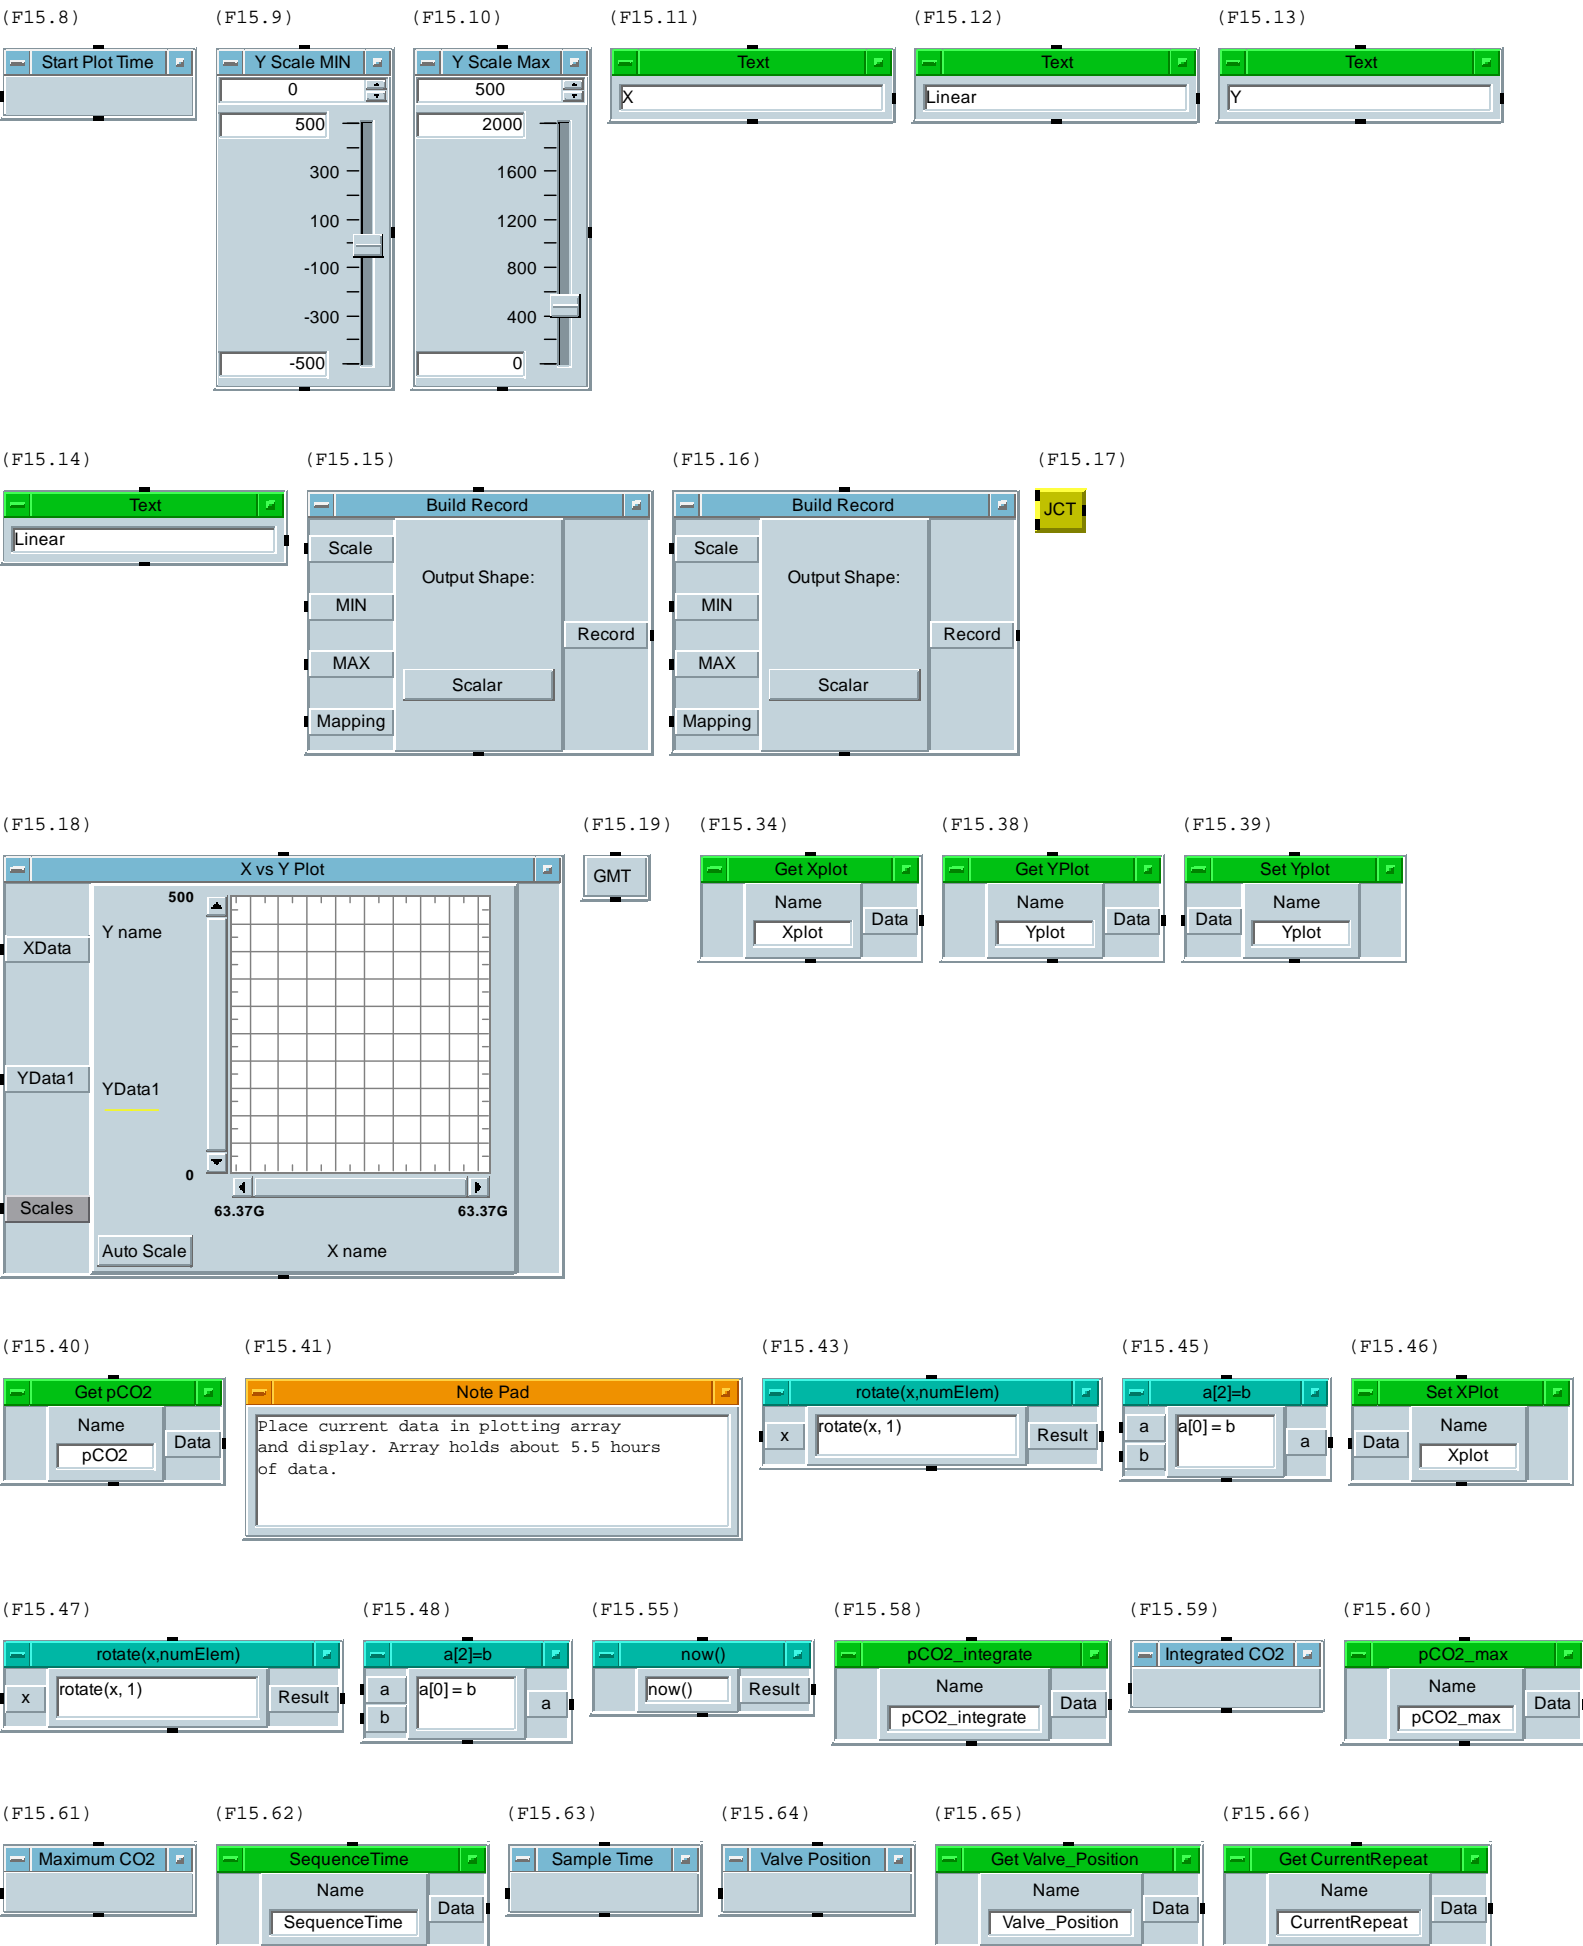 (F15.8) (F15.9) (F15.10) (F15.11) (F15.12) (F15.13)
Start Plot Time
Y Scale MIN
0
500
300
100
-100
-300
-500
Y Scale Max
500
2000
1600
1200
800
400
0
Text
X
Text
Linear
Text
Y
(F15.14) (F15.15) (F15.16) (F15.17)
Text
Linear
Build Record
Scale
Output Shape:
MIN
Record
MAX
Scalar
Mapping
Build Record
Scale
Output Shape:
MIN
Record
MAX
Scalar
Mapping
JCT
(F15.18) (F15.19) (F15.34) (F15.38) (F15.39)
X vs Y Plot
500
Y name
XData
YData1
YData1
0
Scales
63.37G 63.37G
Auto Scale
X name
GMT
Get Xplot
Name
Data
Xplot
Get YPlot
Name
Data
Yplot
Set Yplot
Name
Data
Yplot
(F15.40) (F15.41) (F15.43) (F15.45) (F15.46)
Get pCO2
Name
Data
pCO2
Note Pad
Place current data in plotting array
and display. Array holds about 5.5 hours
of data.
rotate(x,numElem)
x
rotate(x, 1)
Result
a[2]=b
a
a[0] = b
a
b
Set XPlot
Name
Data
Xplot
(F15.47) (F15.48) (F15.55) (F15.58) (F15.59) (F15.60)
rotate(x,numElem)
x
rotate(x, 1)
Result
a[2]=b
a
a[0] = b
a
b
now()
now()
Result
pCO2_integrate
Name
Data
pCO2_integrate
Integrated CO2
pCO2_max
Name
Data
pCO2_max
(F15.61) (F15.62) (F15.63) (F15.64) (F15.65) (F15.66)
Maximum CO2
SequenceTime
Name
Data
SequenceTime
Sample Time
Valve Position
Get Valve_Position
Name
Data
Valve_Position
Get CurrentRepeat
Name
Data
CurrentRepeat